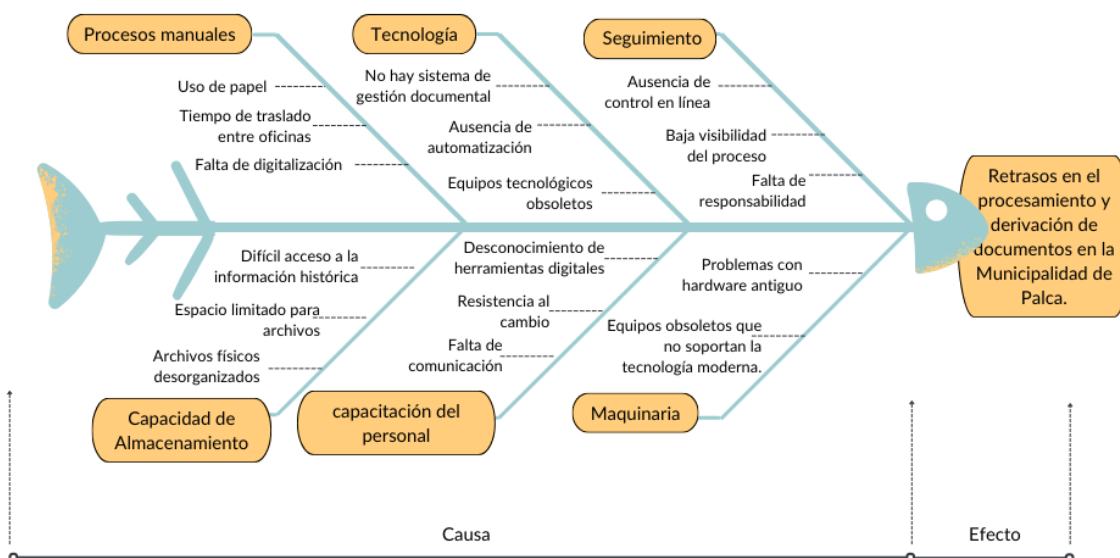 Procesos manuales
Uso de papel
Tiempo de traslado
entre oficinas
Falta de digitalización
Tecnología
No hay sistema de
gestión documental
Ausencia de
automatización
Equipos tecnológicos
obsoletos
Seguimiento
Ausencia de
control en línea
Baja visibilidad
del proceso
Falta de
responsabilidad
Retrasos en el
procesamiento y
derivación de
documentos en la
Municipalidad de
Palca.
Difícil acceso a la
información histórica
Espacio limitado para
archivos
Archivos físicos
desorganizados
Capacidad de
Almacenamiento
Desconocimiento de
herramientas digitales
Resistencia al
cambio
Falta de
comunicación
capacitación del
personal
Problemas con
hardware antiguo
Equipos obsoletos que
no soportan la
tecnología moderna.
Maquinaria
Causa
Efecto